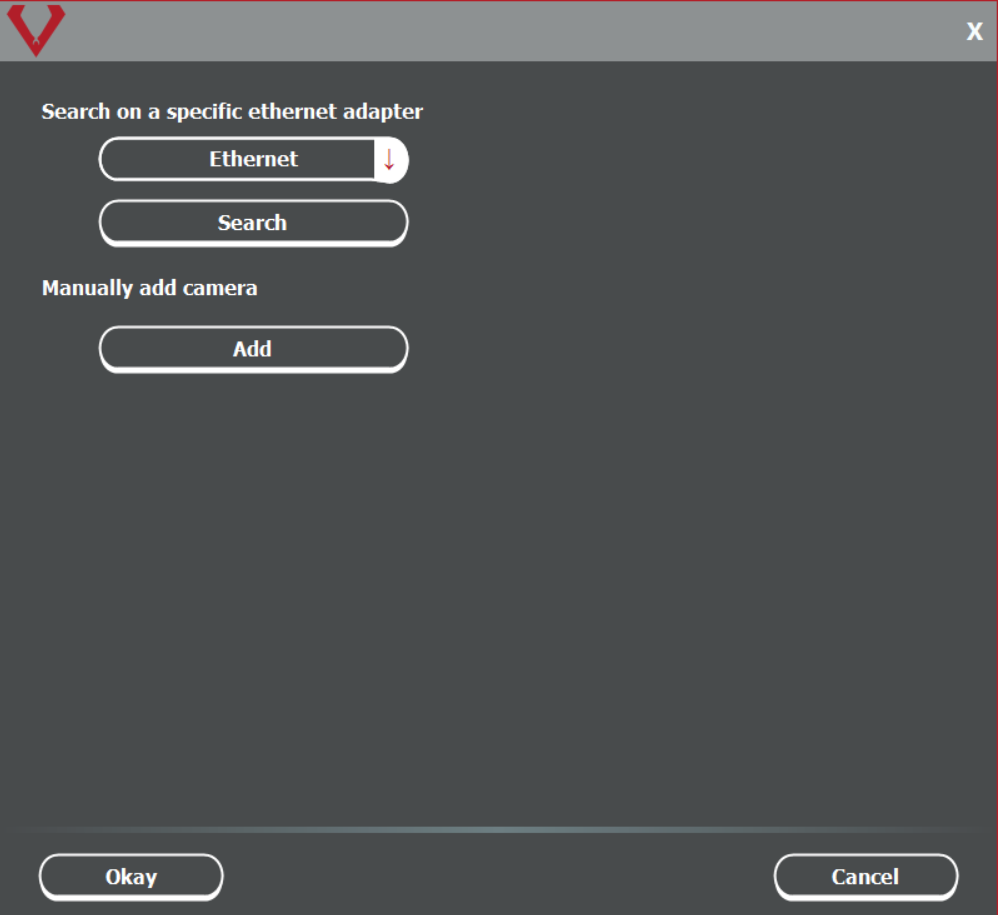 X
Search on a specific ethernet adapter
Ethernet ↓
Search
Manually add camera
Add
Okay
Cancel